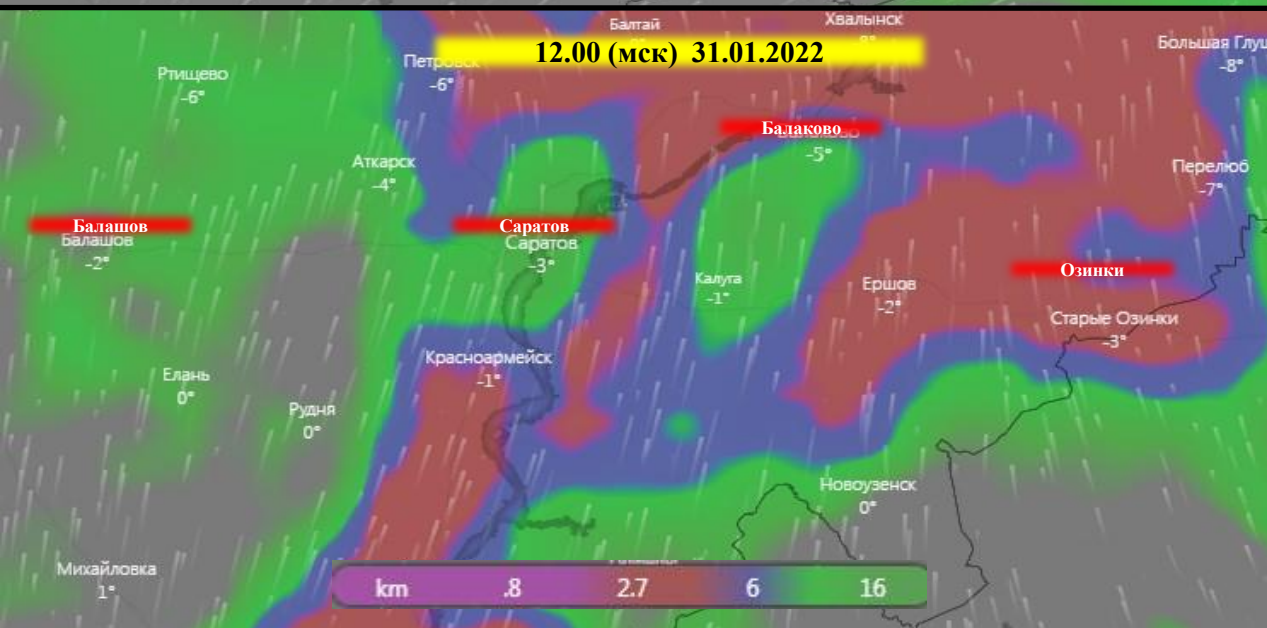 Балтай
Хвалынск
12.00 (мск) 31.01.2022
Большая Глуш
-8°
Петровск
-6°
Ртищево
-6°
Балаково
-5°
Аткарск
-4°
Перелюб
-7°
Балашов
Балашов
-2°
Саратов
Саратов
-3°
Озинки
Калуга
-1°
Ершов
-2°
Старые Озинки
-3°
Красноармейск
-1°
Елань
0°
Рудня
0°
Новоузенск
0°
Михайловка
1°
km .8 2.7 6 16